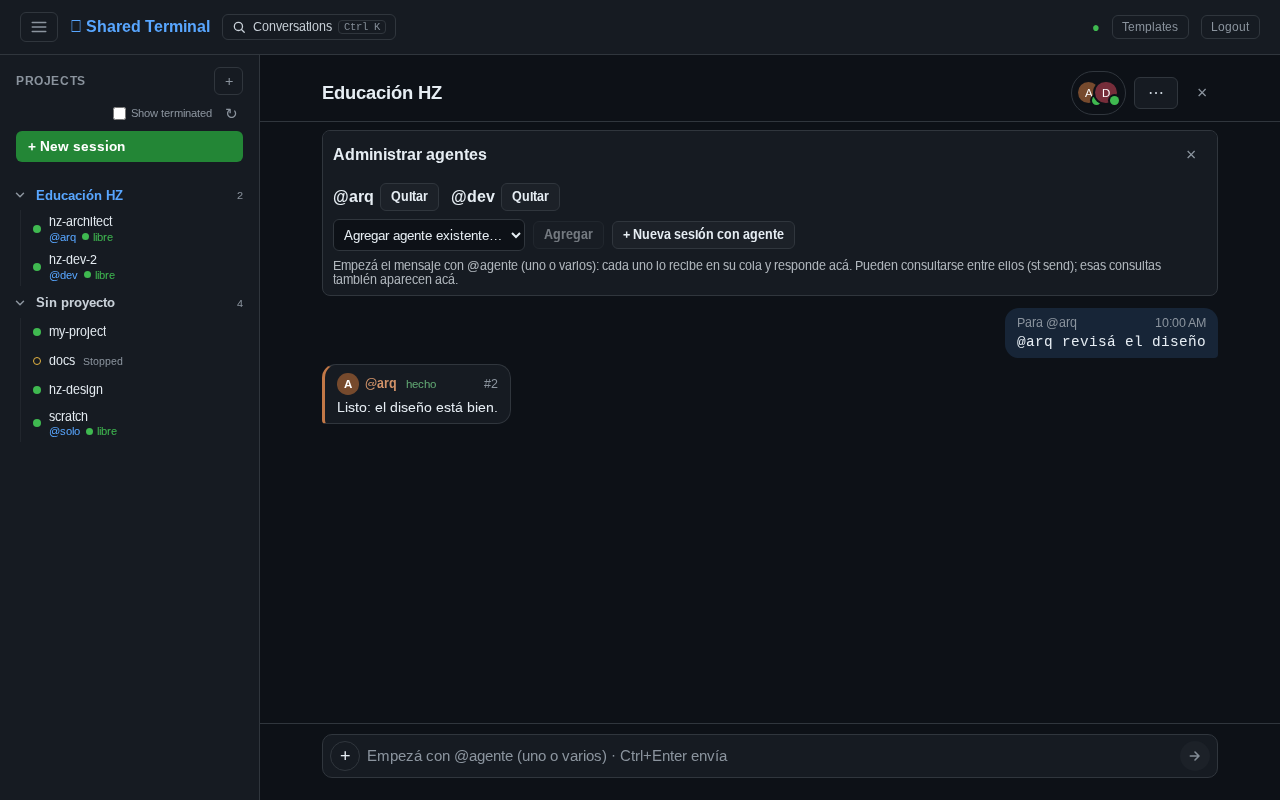 Shared Terminal
Conversations Ctrl K
Templates
Logout
PROJECTS
+
Show terminated ↻
+ New session
Educación HZ 2
hz-architect
@arq libre
hz-dev-2
@dev libre
Sin proyecto 4
my-project
docs Stopped
hz-design
scratch
@solo libre
Educación HZ
A D ⋯ ×
Administrar agentes ×
@arq Quitar @dev Quitar
Agregar agente existente… Agregar + Nueva sesión con agente
Empezá el mensaje con @agente (uno o varios): cada uno lo recibe en su cola y responde acá. Pueden consultarse entre ellos (st send); esas consultas
también aparecen acá.
Para @arq 10:00 AM
@arq revisá el diseño
A @arq hecho #2
Listo: el diseño está bien.
+ Empezá con @agente (uno o varios) · Ctrl+Enter envía →